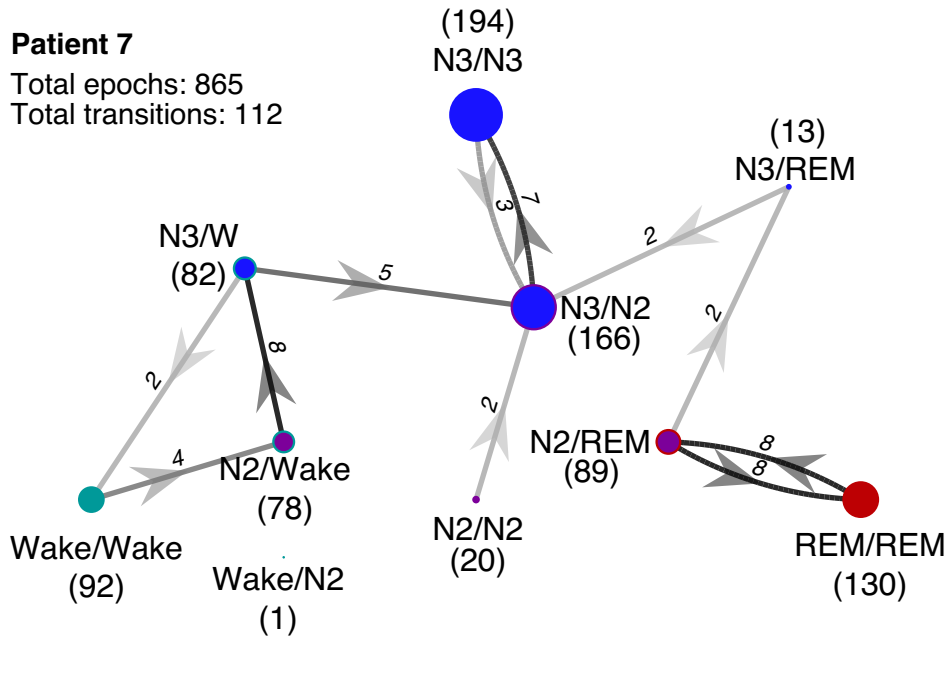 Patient 7
Total epochs: 865
Total transitions: 112
(194)
N3/N3
(13)
N3/REM
7
3
2
N3/W
(82)
5
N3/N2
(166)
2
8
2
2
N2/REM
(89)
8
8
4
N2/Wake
(78)
N2/N2
(20)
Wake/Wake
(92)
REM/REM
(130)
Wake/N2
(1)